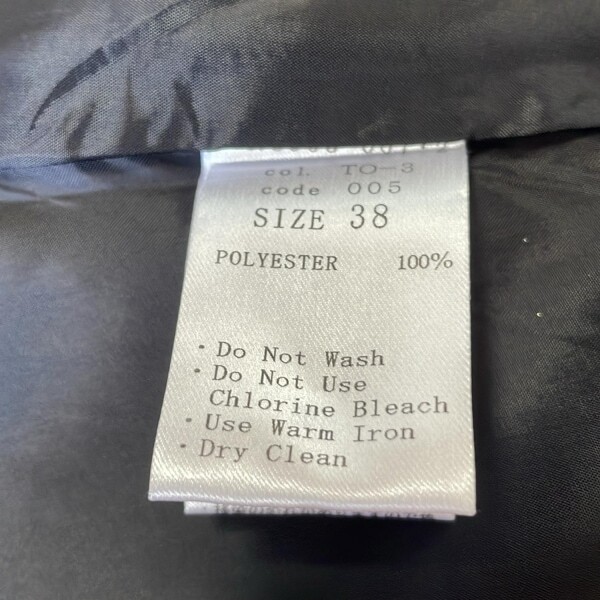 col. TO-3
code 005
SIZE 38
POLYESTER 100%
・Do Not Wash
・Do Not Use
Chlorine Bleach
・Use Warm Iron
・Dry Clean